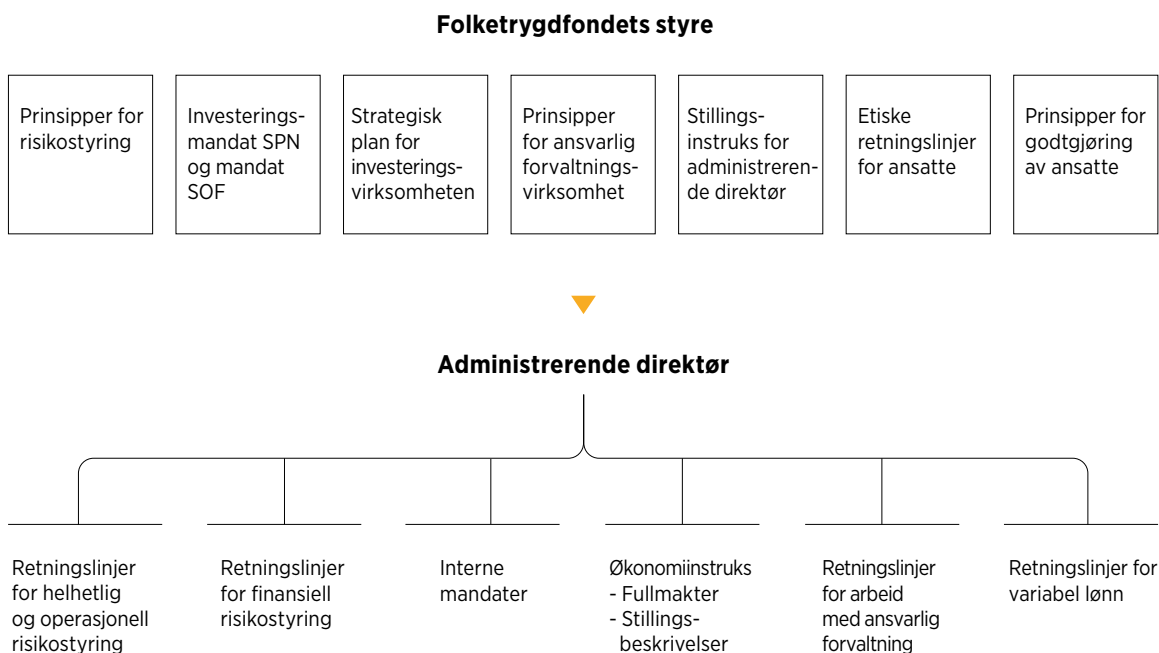 Folketrygdfondets styre
Prinsipper for
risikostyring
Investerings-
mandat SPN
og mandat
SOF
Strategisk
plan for
investerings-
virksomheten
Prinsipper
for ansvarlig
forvaltnings-
virksomhet
Stillings-
instruks for
administreren-
de direktør
Etiske
retningslinjer
for ansatte
Prinsipper for
godtgjøring
av ansatte
Administrerende direktør
Retningslinjer
for helhetlig
og operasjonell
risikostyring
Retningslinjer
for finansiell
risikostyring
Interne
mandater
Økonomiinstruks
- Fullmakter
- Stillings-
beskrivelser
Retningslinjer
for arbeid
med ansvarlig
forvaltning
Retningslinjer for
variabel lønn